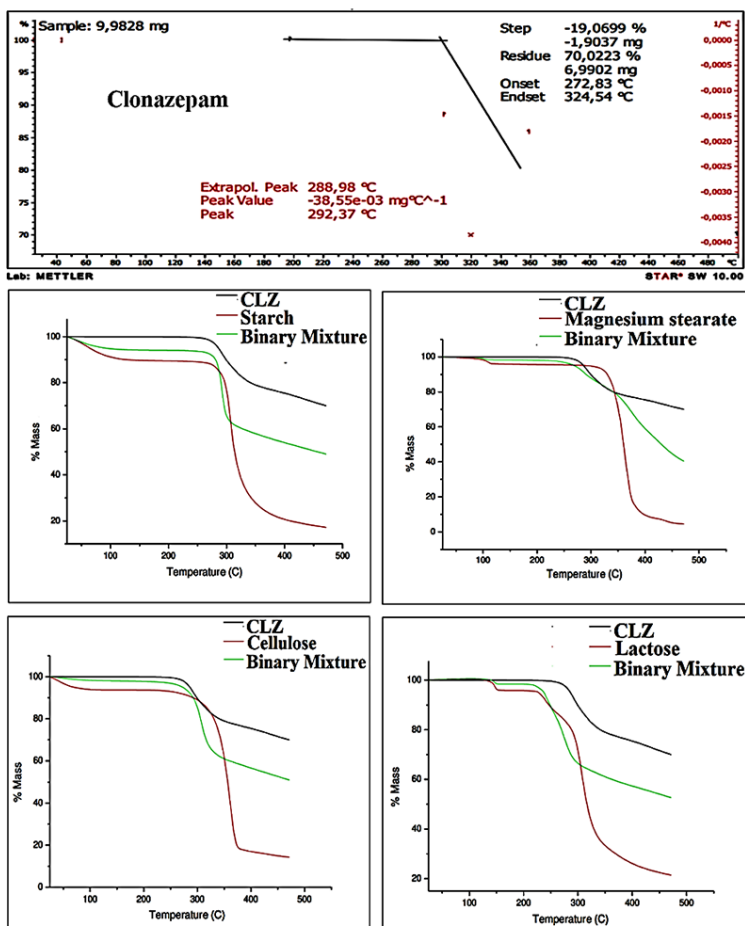 % Sample: 9,9828 mg
Step -19,0699 %
-1,9037 mg
Residue 70,0223 %
6,9902 mg
Onset 272,83 °C
Endset 324,54 °C
1/°C
Clonazepam
Extrapol. Peak 288,98 °C
Peak Value -38,55e-03 mg°C^-1
Peak 292,37 °C
100
95
90
85
80
75
70
0,0000
-0,0005
-0,0010
-0,0015
-0,0020
-0,0025
-0,0030
-0,0035
-0,0040
40 60 80 100 120 140 160 180 200 220 240 260 280 300 320 340 360 380 400 420 440 460 480 °C
Lab: METTLER
STAR® SW 10.00
CLZ
Starch
Binary Mixture
% Mass
100
80
60
40
20
100 200 300 400 500
Temperature (C)
CLZ
Magnesium stearate
Binary Mixture
% Mass
100
80
60
40
20
0
100 200 300 400 500
Temperature (C)
CLZ
Cellulose
Binary Mixture
% Mass
100
80
60
40
20
0
100 200 300 400 500
Temperature (C)
CLZ
Lactose
Binary Mixture
% Mass
100
80
60
40
20
100 200 300 400 500
Temperature (C)